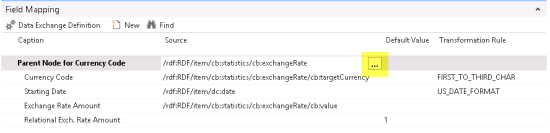 Field Mapping
Data Exchange Definition New Find
Caption Source Default Value Transformation Rule
Parent Node for Currency Code /rdf:RDF/item/cb:statistics/cb:exchangeRate ...
Currency Code /rdf:RDF/item/cb:statistics/cb:exchangeRate/cb:targetCurrency FIRST_TO_THIRD_CHAR
Starting Date /rdf:RDF/item/dc:date US_DATE_FORMAT
Exchange Rate Amount /rdf:RDF/item/cb:statistics/cb:exchangeRate/cb:value
Relational Exch. Rate Amount 1